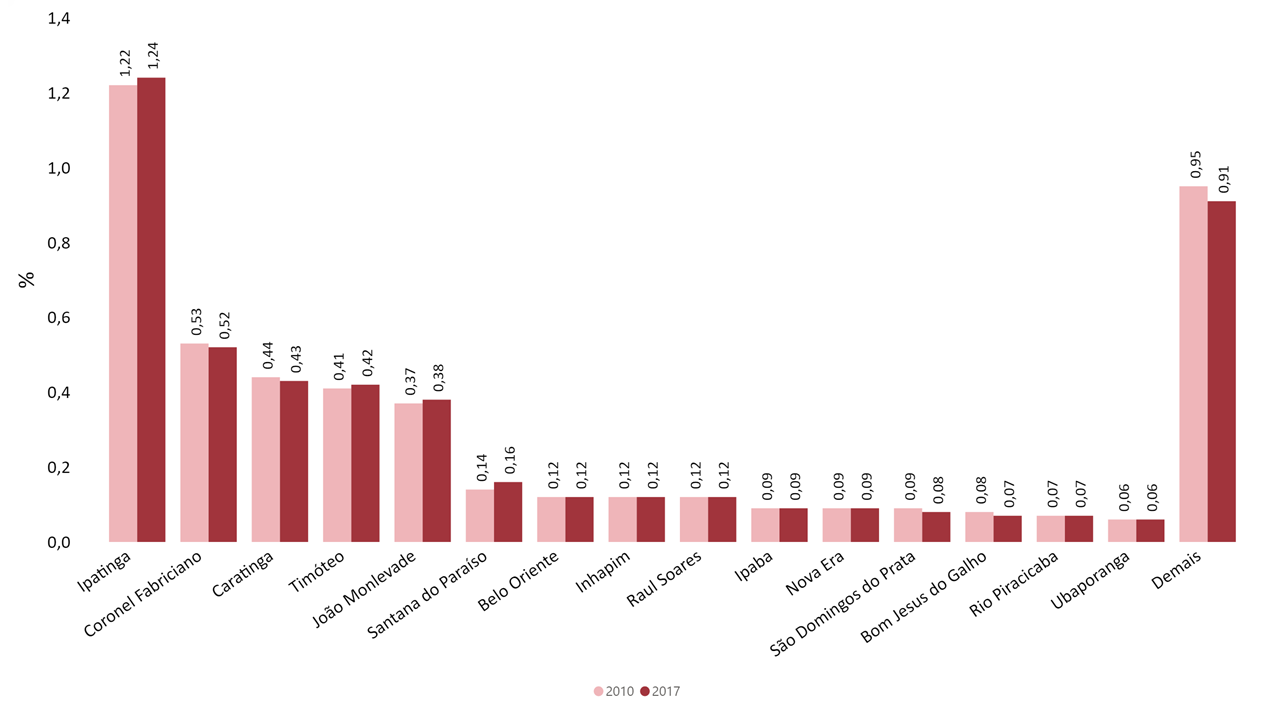 1,4
1,2
1,0
0,8
0,6
0,4
0,2
0,0
%
1,22 1,24
0,53 0,52
0,44 0,43
0,41 0,42
0,37 0,38
0,14 0,16
0,12 0,12
0,12 0,12
0,12 0,12
0,09 0,09
0,09 0,09
0,09 0,08
0,08 0,07
0,07 0,07
0,06 0,06
0,95 0,91
Ipatinga
Coronel Fabriciano
Caratinga
Timóteo
João Monlevade
Santana do Paraíso
Belo Oriente
Inhapim
Raul Soares
Ipaba
Nova Era
São Domingos do Prata
Bom Jesus do Galho
Rio Piracicaba
Ubaporanga
Demais
2010 2017